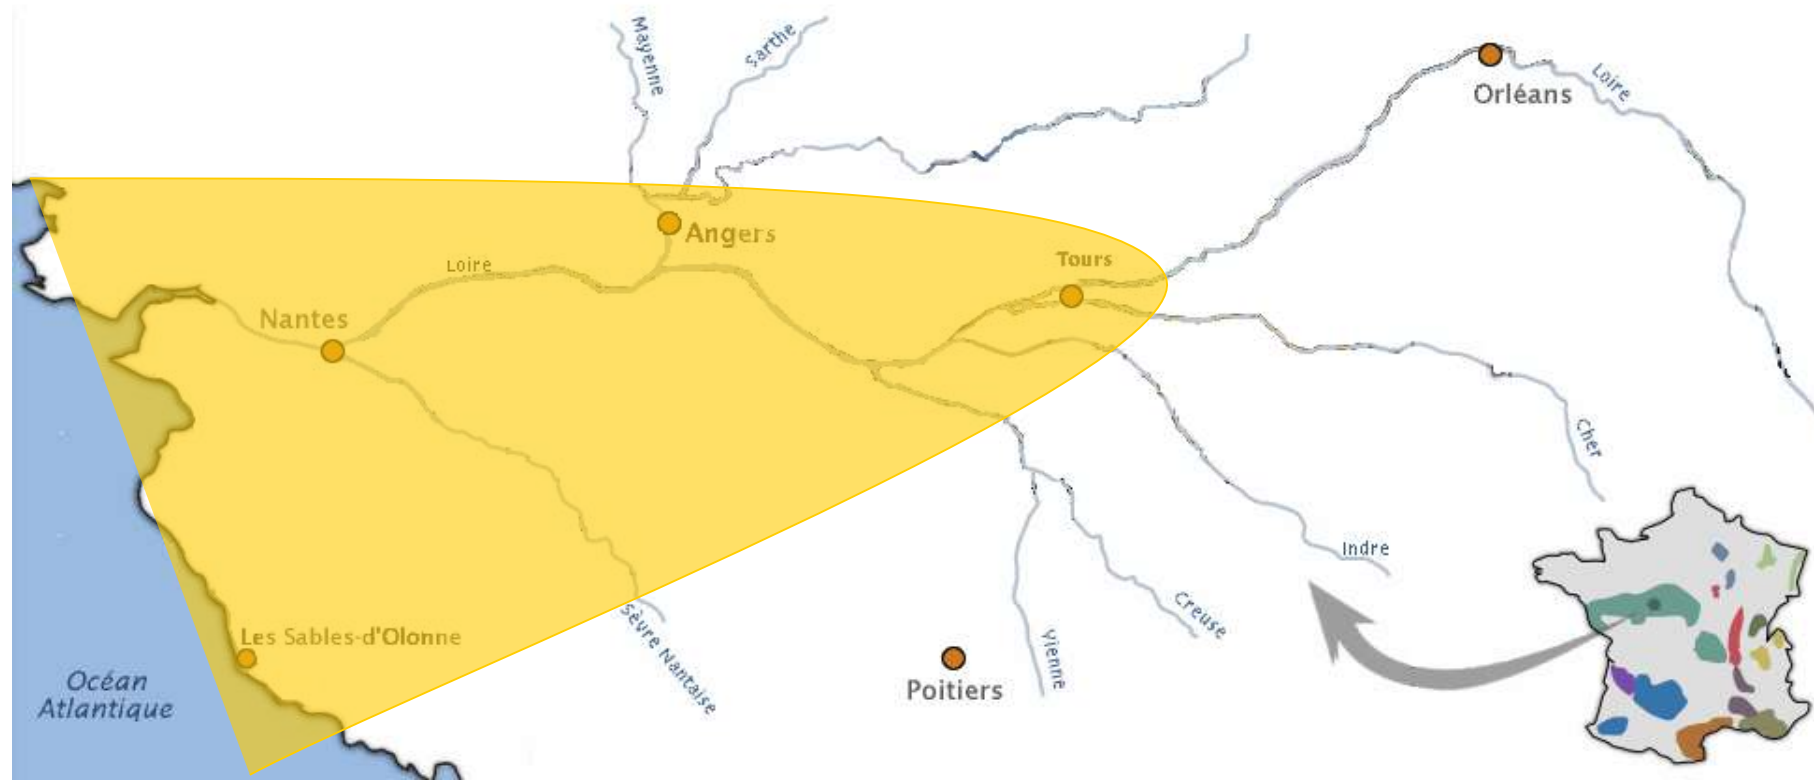 Mayenne
Sarthe
Loire
Orléans
Angers
Loire
Tours
Nantes
Cher
Indre
Creuse
Sèvre Nantaise
Vienne
Les Sables-d'Olonne
Poitiers
Océan
Atlantique